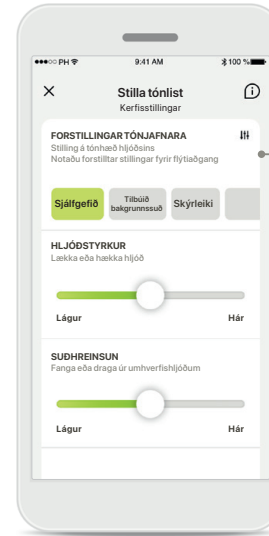 PH 9:41 AM 100 %
Stilla tónlist
Kerfisstillingar
FORSTILLINGAR TÓNJAFNARA
Stilling á tónhæð hljóðsins
Notaðu forstilltar stillingar fyrir flýtiaðgang
Sjálfgefið
Tilbúið
bakgrunnssuð
Skýrleiki
HLJÓÐSTYRKUR
Lækka eða hækka hljóð
Lágur Hár
SUÐHREINSUN
Fanga eða draga úr umhverfishljóðum
Lágur Hár